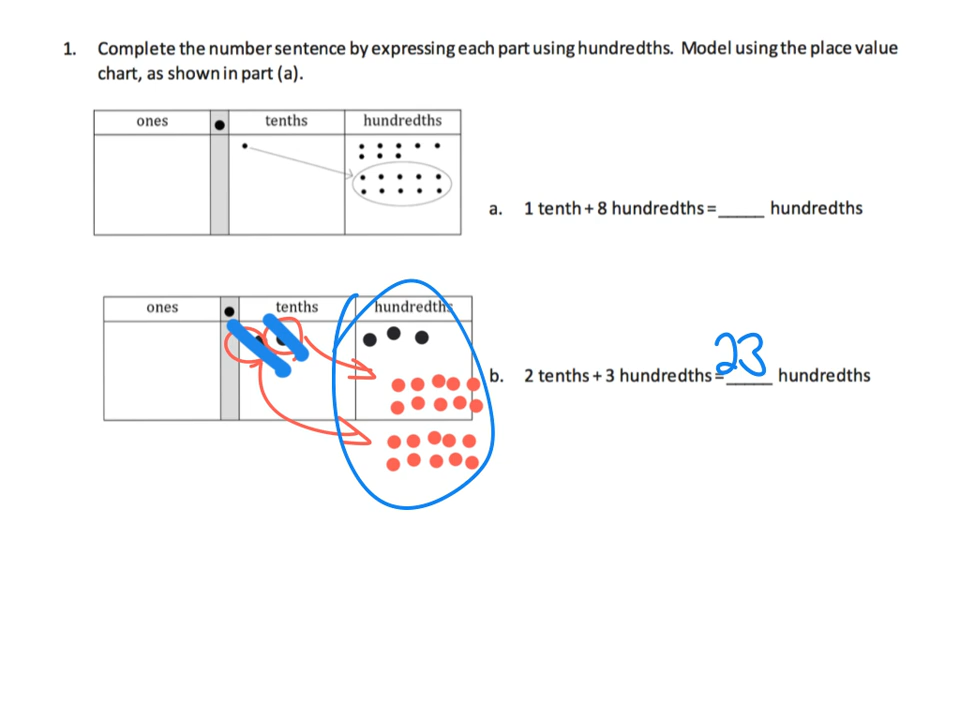 1. Complete the number sentence by expressing each part using hundredths. Model using the place value
chart, as shown in part (a).
ones tenths hundredths
a. 1 tenth + 8 hundredths = _____ hundredths
ones tenths hundredths
b. 2 tenths + 3 hundredths = 23 hundredths